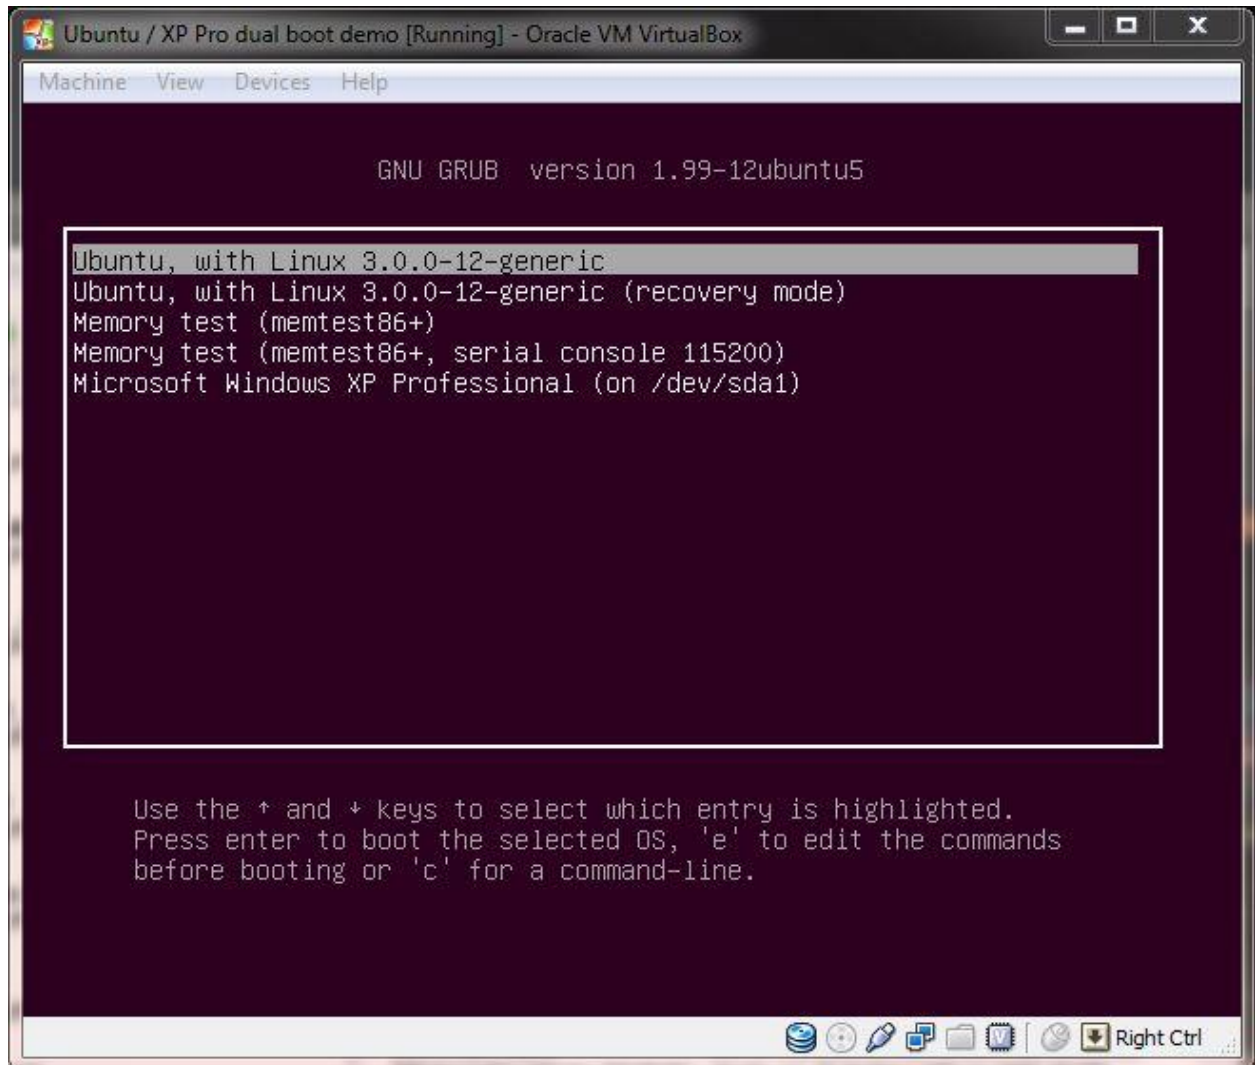 Ubuntu / XP Pro dual boot demo [Running] - Oracle VM VirtualBox
Machine View Devices Help
GNU GRUB version 1.99-12ubuntu5
Ubuntu, with Linux 3.0.0-12-generic
Ubuntu, with Linux 3.0.0-12-generic (recovery mode)
Memory test (memtest86+)
Memory test (memtest86+, serial console 115200)
Microsoft Windows XP Professional (on /dev/sda1)
Use the ↑ and ↓ keys to select which entry is highlighted.
Press enter to boot the selected OS, 'e' to edit the commands
before booting or 'c' for a command-line.
Right Ctrl